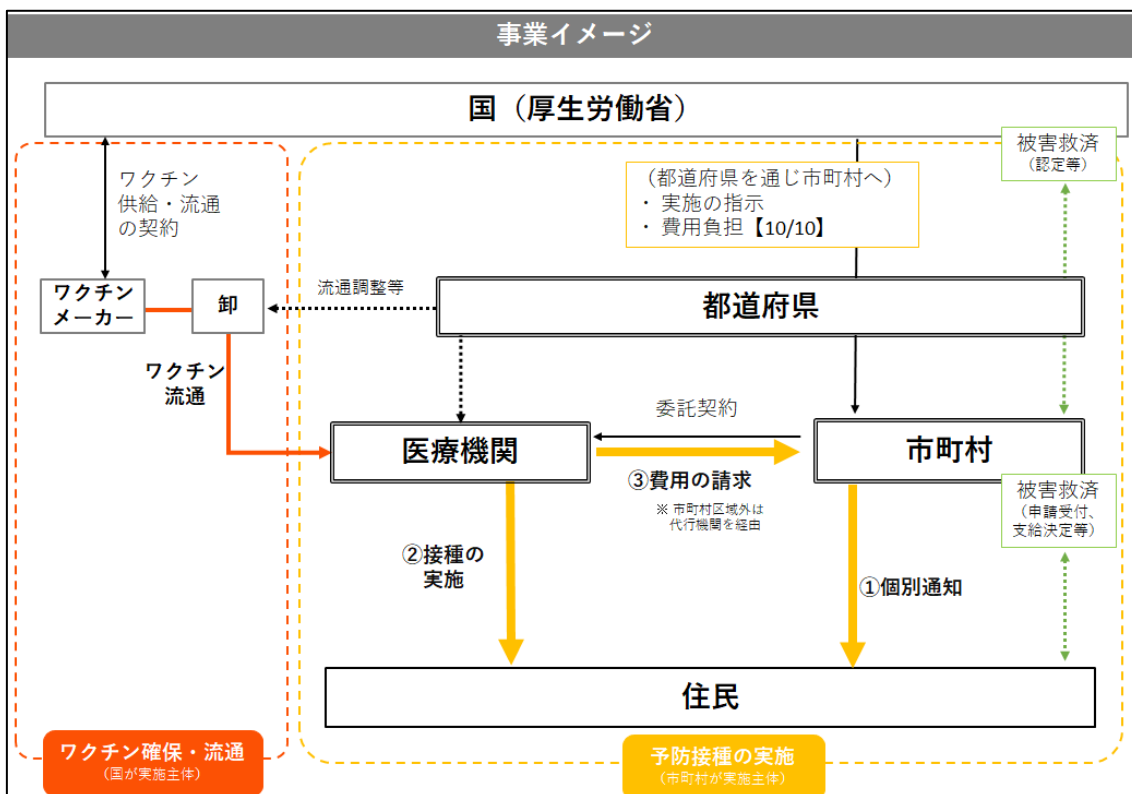 事業イメージ
国（厚生労働省）
被害救済
（認定等）
ワクチン
供給・流通
の契約
（都道府県を通じ市町村へ）
・ 実施の指示
・ 費用負担【10/10】
ワクチン
メーカー
卸
流通調整等
都道府県
ワクチン
流通
委託契約
医療機関
市町村
③費用の請求
※ 市町村区域外は
代行機関を経由
被害救済
（申請受付、
支給決定等）
②接種の
実施
①個別通知
住民
ワクチン確保・流通
（国が実施主体）
予防接種の実施
（市町村が実施主体）